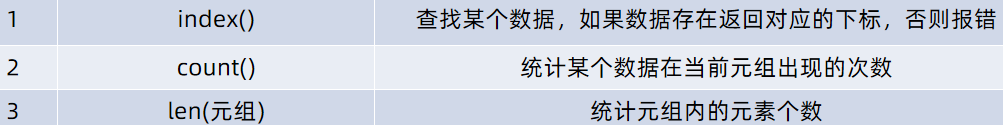 1 index() 查找某个数据，如果数据存在返回对应的下标，否则报错
2 count() 统计某个数据在当前元组出现的次数
3 len(元组) 统计元组内的元素个数